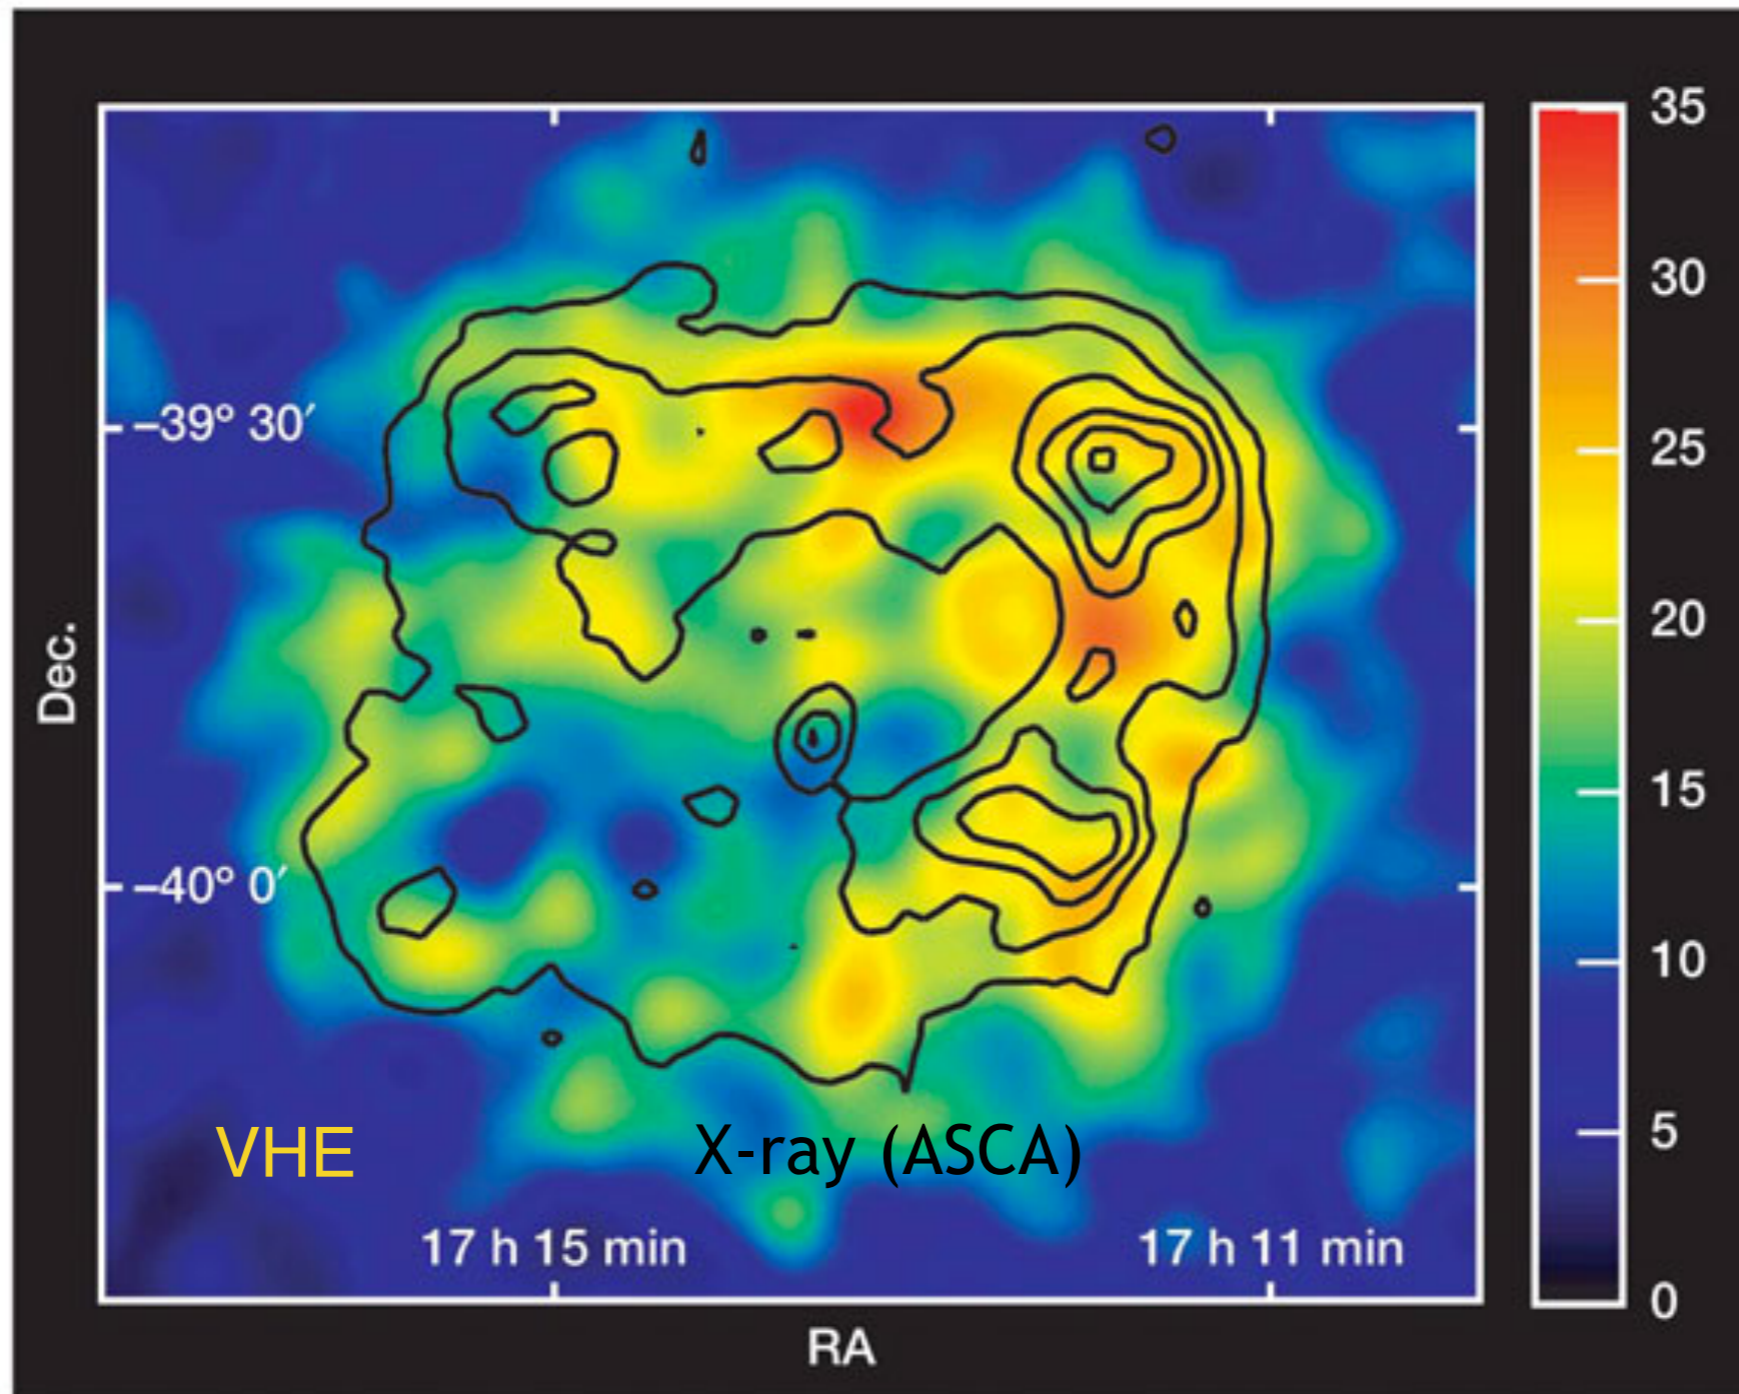 35
30
25
20
15
10
5
0
Dec.
–39° 30′
–40° 0′
VHE
X-ray (ASCA)
17 h 15 min
17 h 11 min
RA